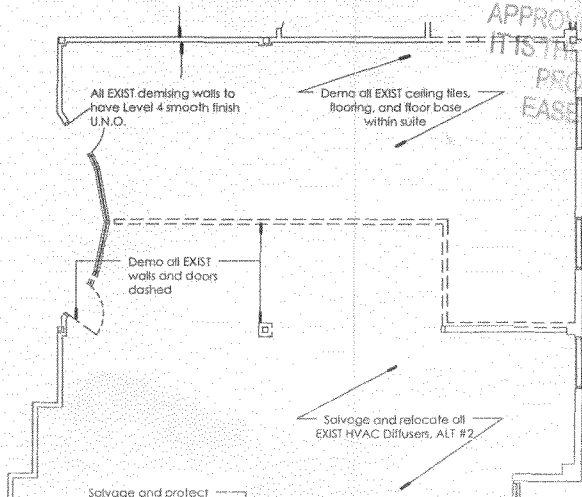 APPROV
IT IS TH
PRO
EASE
All EXIST demising walls to
have Level 4 smooth finish
U.N.O.
Demo all EXIST ceiling tiles,
flooring, and floor base
within suite
Demo all EXIST
walls and doors
dashed
Salvage and relocate all
EXIST HVAC Diffusers, ALT #2
Salvage and protect